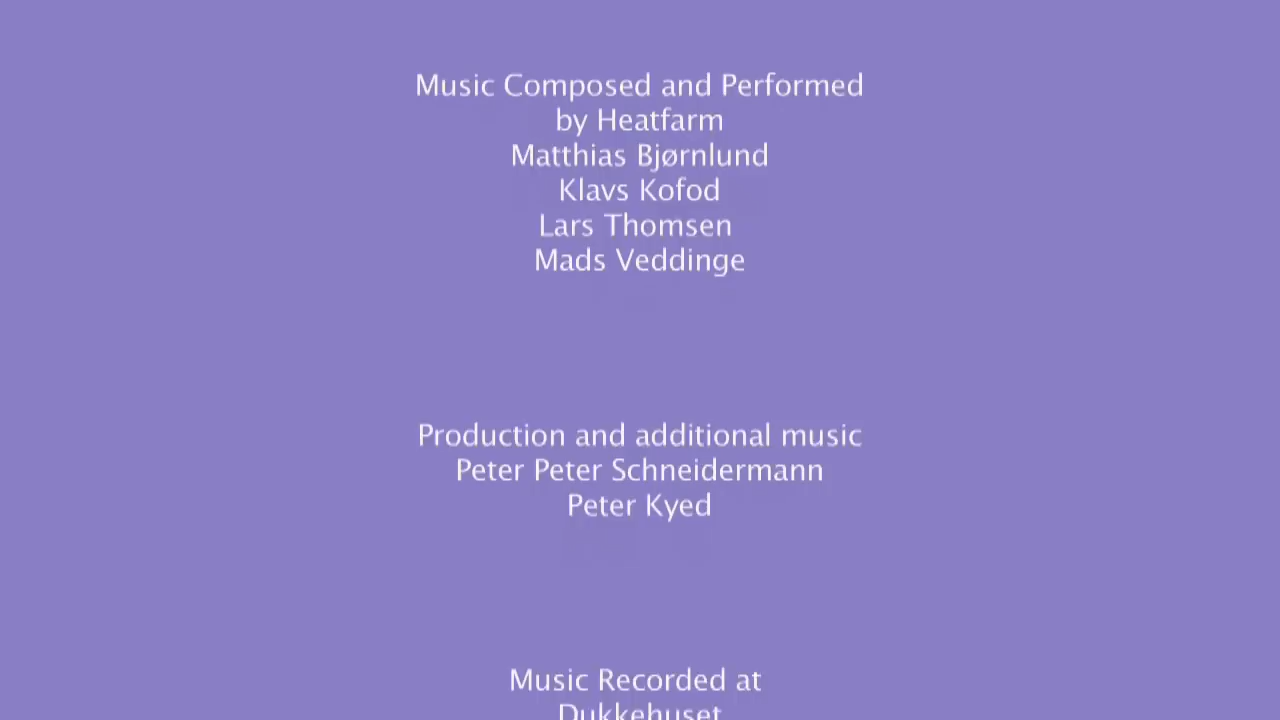 Music Composed and Performed
by Heatfarm
Matthias Bjørnlund
Klavs Kofod
Lars Thomsen
Mads Veddinge
Production and additional music
Peter Peter Schneidermann
Peter Kyed
Music Recorded at
Dukkehuset